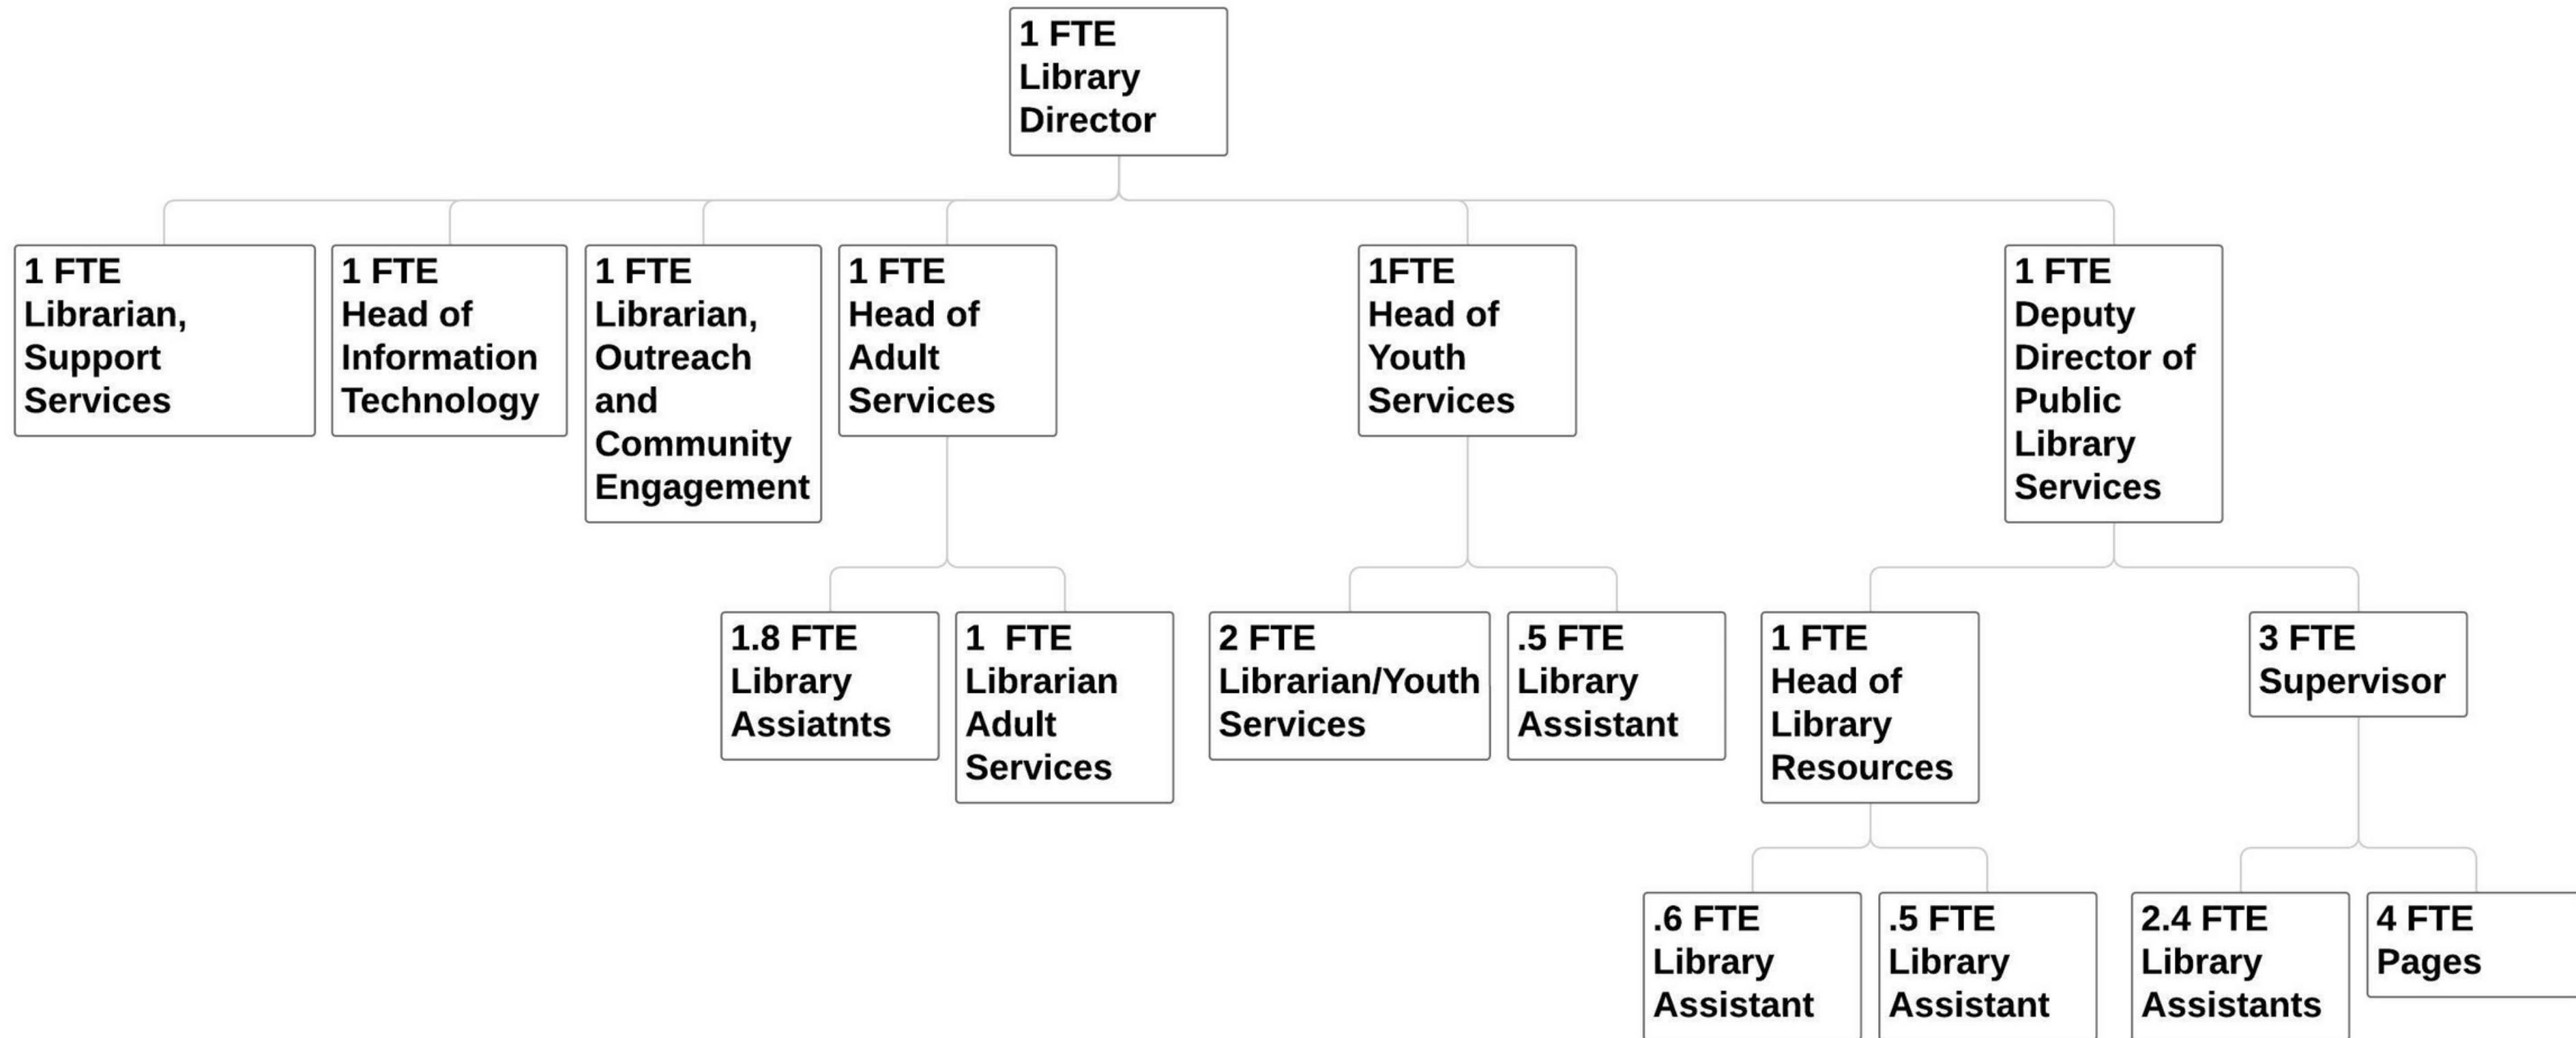 1 FTE
Library
Director
1 FTE
Librarian,
Support
Services
1 FTE
Head of
Information
Technology
1 FTE
Librarian,
Outreach
and
Community
Engagement
1 FTE
Head of
Adult
Services
1FTE
Head of
Youth
Services
1 FTE
Deputy
Director of
Public
Library
Services
1.8 FTE
Library
Assiatnts
1  FTE
Librarian
Adult
Services
2 FTE
Librarian/Youth
Services
.5 FTE
Library
Assistant
1 FTE
Head of
Library
Resources
3 FTE
Supervisor
.6 FTE
Library
Assistant
.5 FTE
Library
Assistant
2.4 FTE
Library
Assistants
4 FTE
Pages